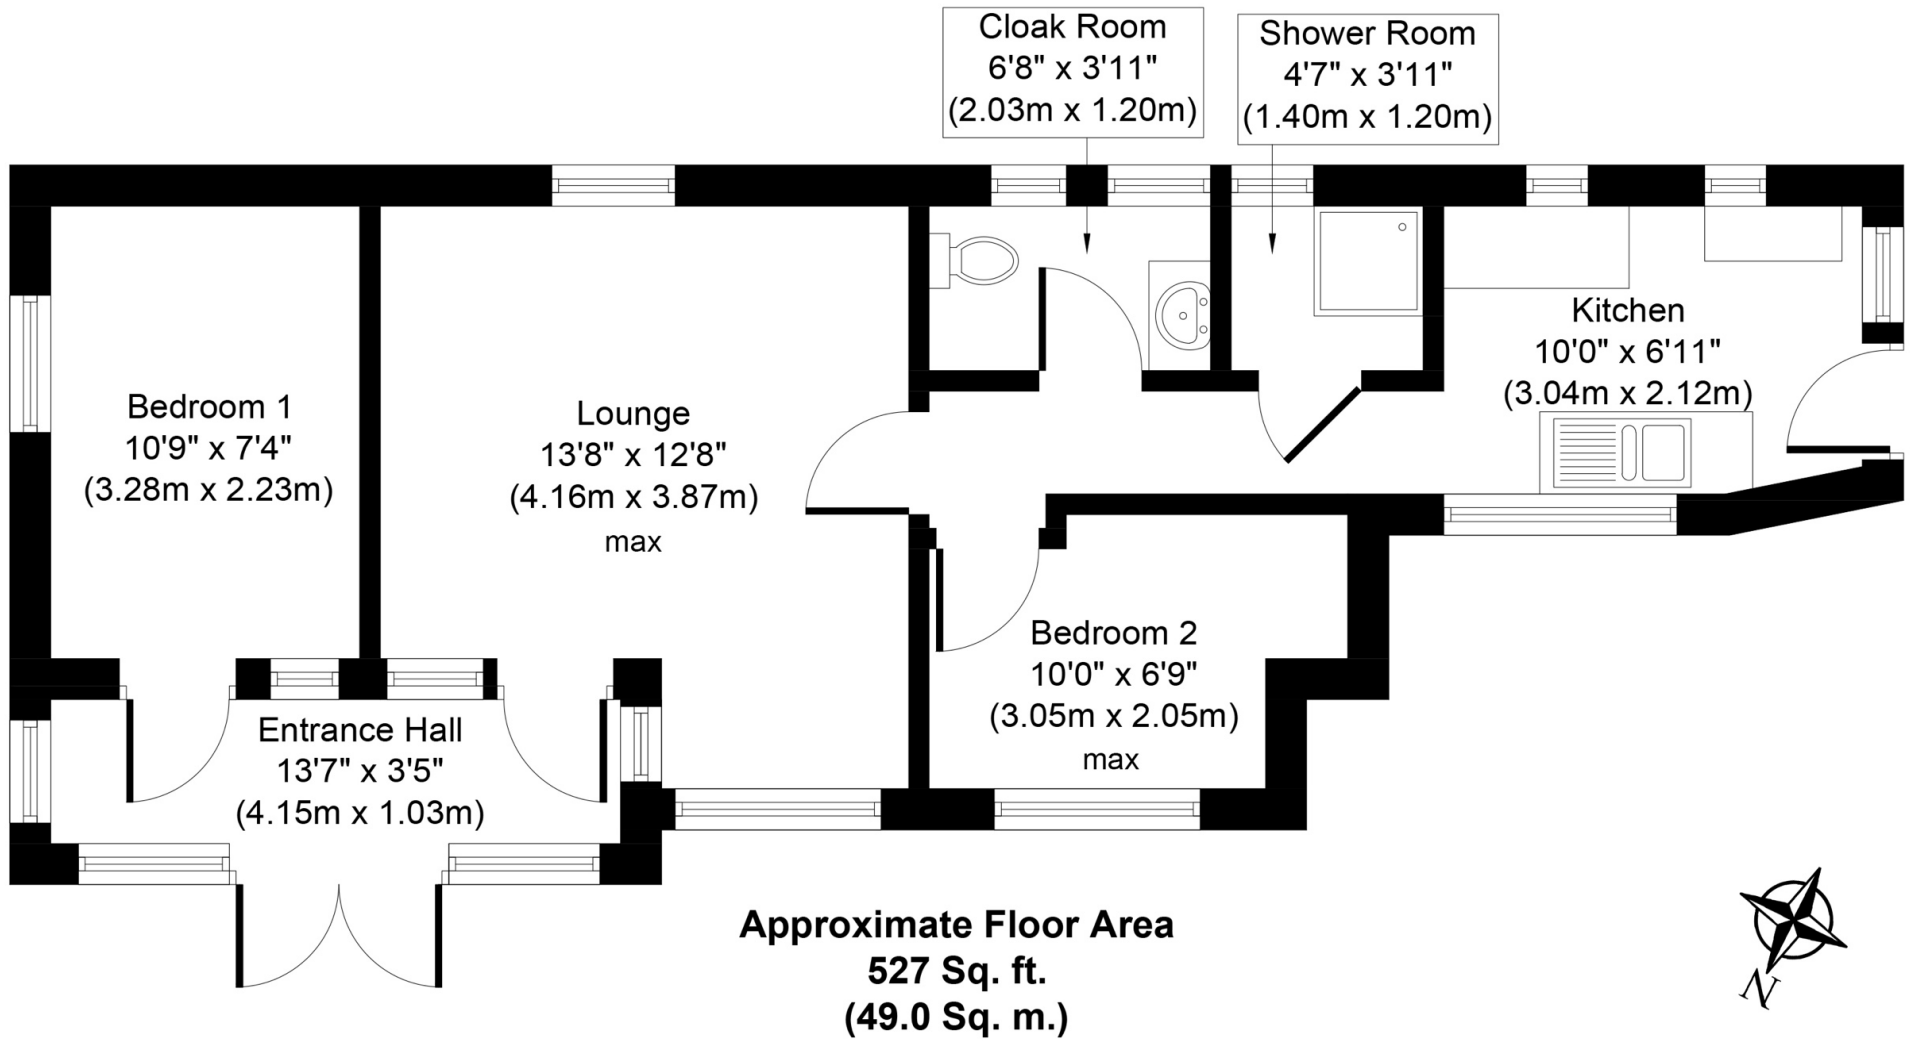 Cloak Room
6'8" x 3'11"
(2.03m x 1.20m)
Shower Room
4'7" x 3'11"
(1.40m x 1.20m)
Kitchen
10'0" x 6'11"
(3.04m x 2.12m)
Bedroom 1
10'9" x 7'4"
(3.28m x 2.23m)
Lounge
13'8" x 12'8"
(4.16m x 3.87m)
max
Bedroom 2
10'0" x 6'9"
(3.05m x 2.05m)
max
Entrance Hall
13'7" x 3'5"
(4.15m x 1.03m)
Approximate Floor Area
527 Sq. ft.
(49.0 Sq. m.)
N